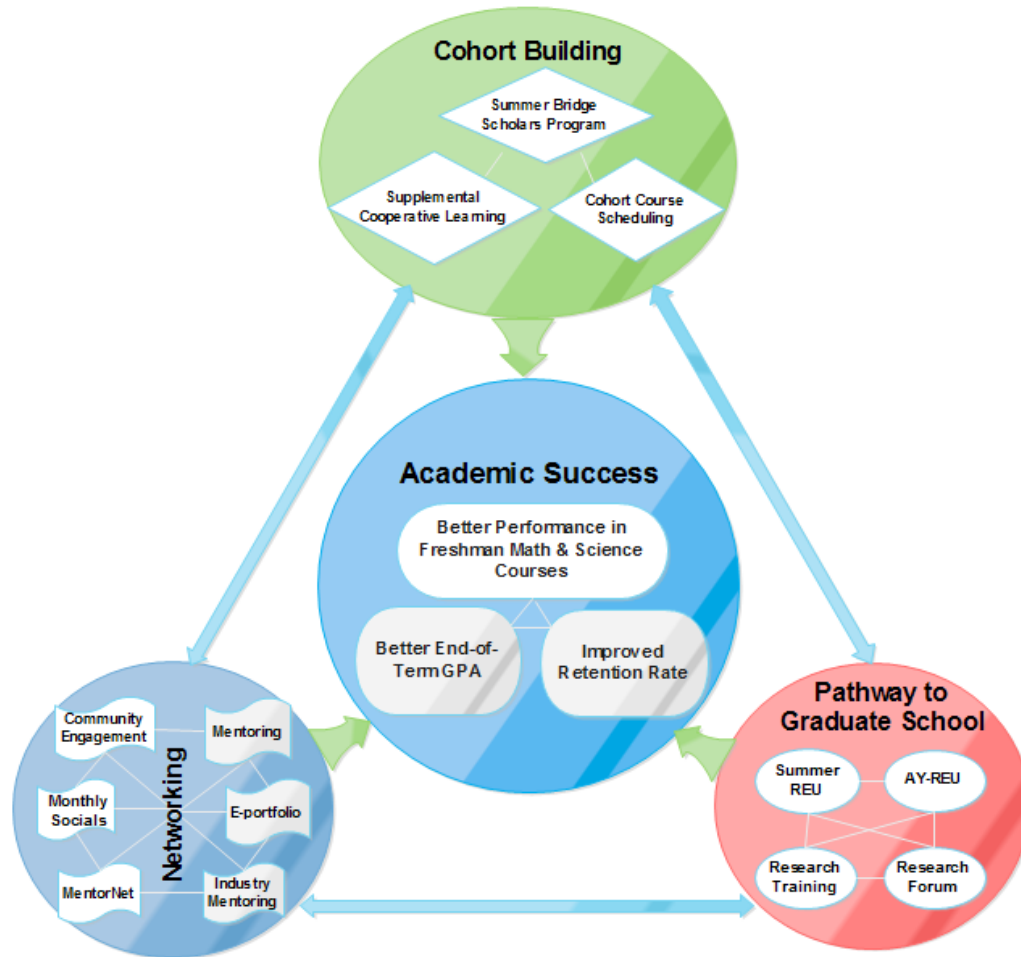 Cohort Building
Summer Bridge
Scholars Program
Supplemental
Cooperative Learning
Cohort Course
Scheduling
Academic Success
Better Performance in
Freshman Math & Science
Courses
Better End-of-
Term GPA
Improved
Retention Rate
Networking
Community
Engagement
Mentoring
Monthly
Socials
E-portfolio
MentorNet
Industry
Mentoring
Pathway to
Graduate School
Summer
REU
AY-REU
Research
Training
Research
Forum